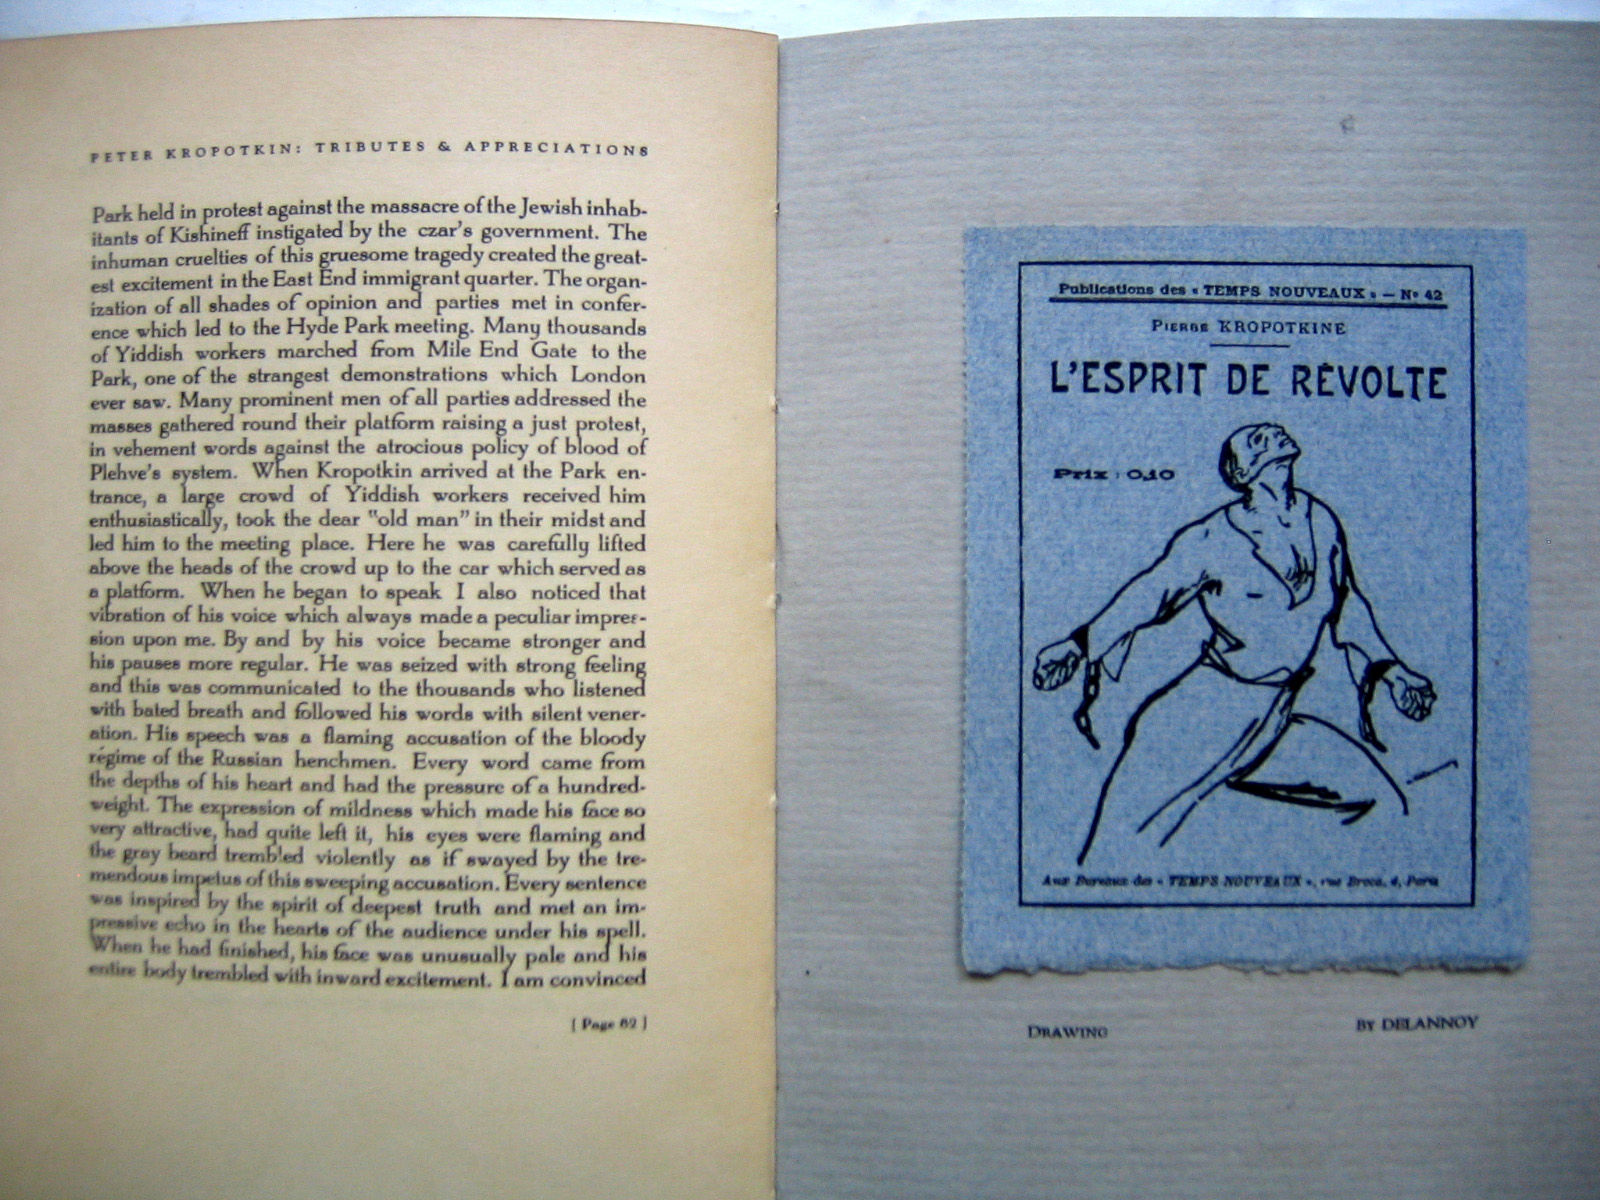 PETER KROPOTKIN: TRIBUTES & APPRECIATIONS
Park held in protest against the massacre of the Jewish inhab-
itants of Kishineff instigated by the czar's government. The
inhuman cruelties of this gruesome tragedy created the great-
est excitement in the East End immigrant quarter. The organ-
ization of all shades of opinion and parties met in confer-
ence which led to the Hyde Park meeting. Many thousands
of Yiddish workers marched from Mile End Gate to the
Park, one of the strangest demonstrations which London
ever saw. Many prominent men of all parties addressed the
masses gathered round their platform raising a just protest,
in vehement words against the atrocious policy of blood of
Plehve's system. When Kropotkin arrived at the Park en-
trance, a large crowd of Yiddish workers received him
enthusiastically, took the dear "old man" in their midst and
led him to the meeting place. Here he was carefully lifted
above the heads of the crowd up to the car which served as
a platform. When he began to speak I also noticed that
vibration of his voice which always made a peculiar impres-
sion upon me. By and by his voice became stronger and
his pauses more regular. He was seized with strong feeling
and this was communicated to the thousands who listened
with bated breath and followed his words with silent vener-
ation. His speech was a flaming accusation of the bloody
régime of the Russian henchmen. Every word came from
the depths of his heart and had the pressure of a hundred-
weight. The expression of mildness which made his face so
very attractive, had quite left it, his eyes were flaming and
the gray beard trembled violently as if swayed by the tre-
mendous impetus of this sweeping accusation. Every sentence
was inspired by the spirit of deepest truth and met an im-
pressive echo in the hearts of the audience under his spell.
When he had finished, his face was unusually pale and his
entire body trembled with inward excitement. I am convinced
[ Page 82 ]
Publications des « TEMPS NOUVEAUX » — No 42
PIERRE KROPOTKINE
L'ESPRIT DE RÉVOLTE
Prix : 0,10
Aux Bureaux des « TEMPS NOUVEAUX », rue Broca, 4, Paris
DRAWING BY DELANNOY